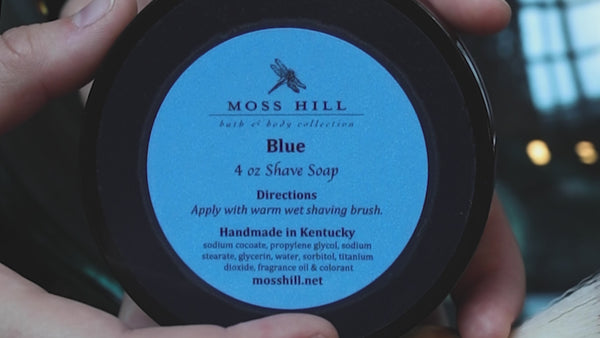 MOSS HILL
bath & body collection
Blue
4 oz Shave Soap
Directions
Apply with warm wet shaving brush.
Handmade in Kentucky
sodium cocoate, propylene glycol, sodium
stearate, glycerin, water, sorbitol, titanium
dioxide, fragrance oil & colorant
mosshill.net